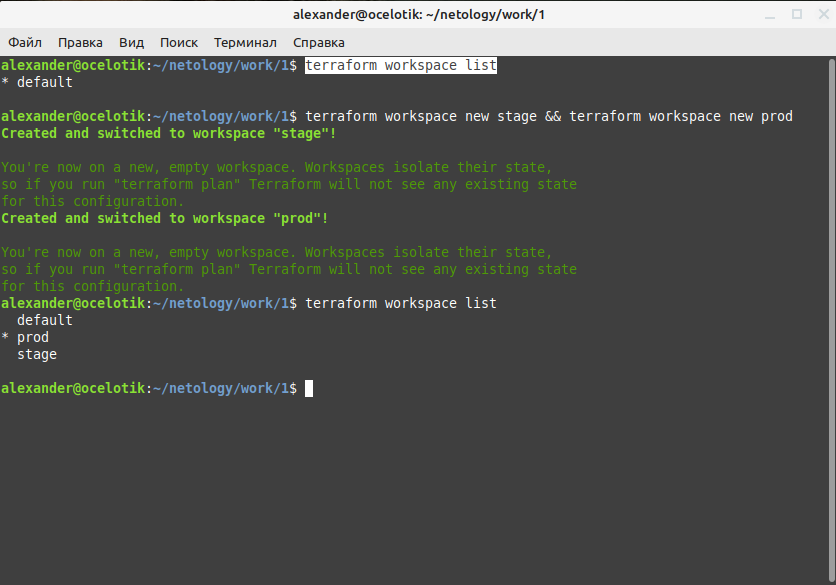 alexander@ocelotik: ~/netology/work/1
Файл Правка Вид Поиск Терминал Справка
alexander@ocelotik:~/netology/work/1$ terraform workspace list
* default
alexander@ocelotik:~/netology/work/1$ terraform workspace new stage && terraform workspace new prod
Created and switched to workspace "stage"!
You're now on a new, empty workspace. Workspaces isolate their state,
so if you run "terraform plan" Terraform will not see any existing state
for this configuration.
Created and switched to workspace "prod"!
You're now on a new, empty workspace. Workspaces isolate their state,
so if you run "terraform plan" Terraform will not see any existing state
for this configuration.
alexander@ocelotik:~/netology/work/1$ terraform workspace list
default
* prod
stage
alexander@ocelotik:~/netology/work/1$